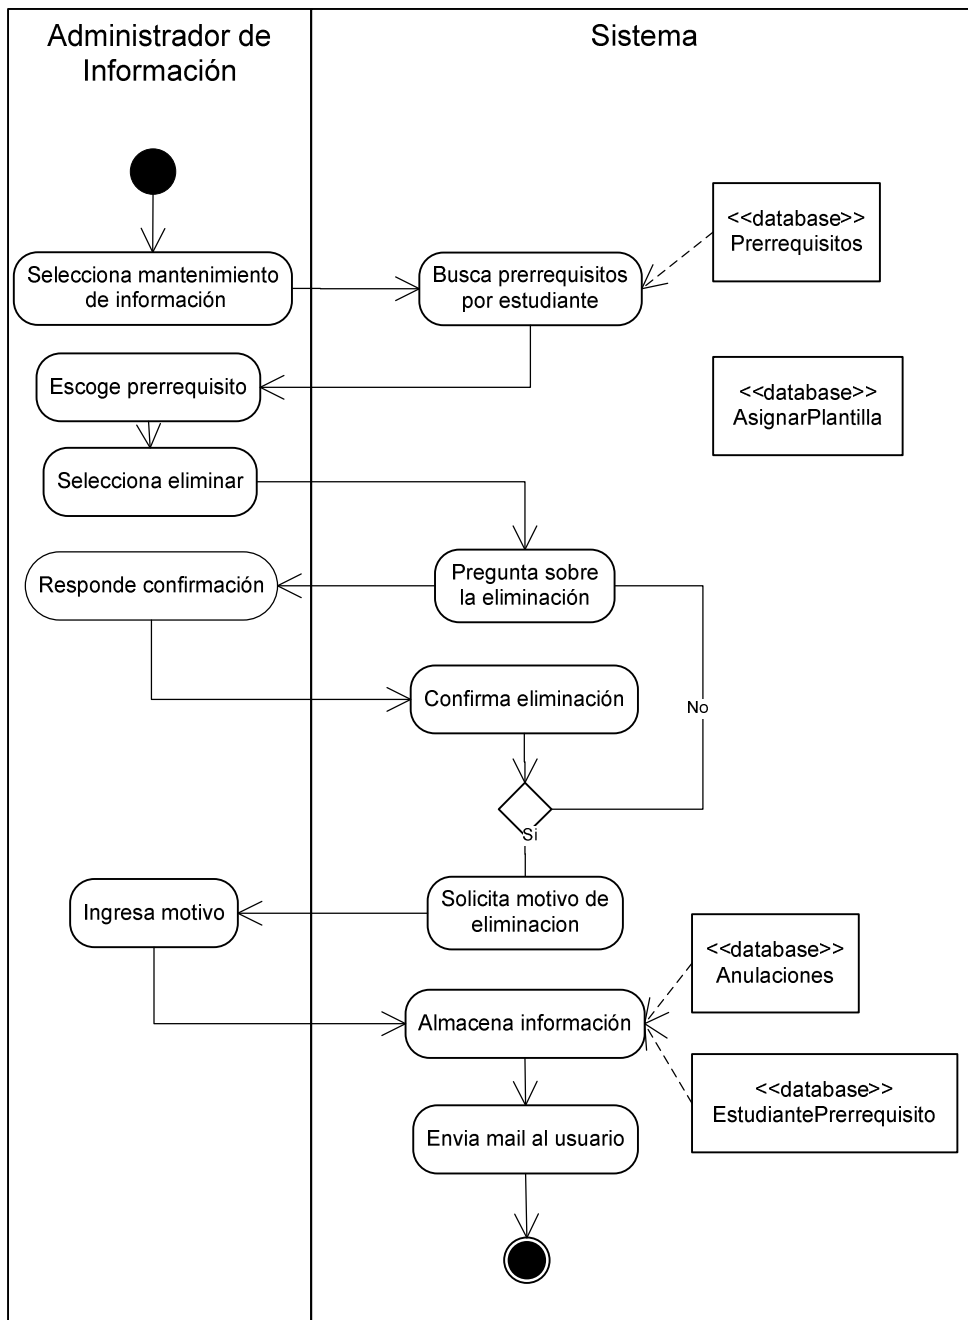 Administrador de
Información
Sistema
<<database>>
Prerrequisitos
Selecciona mantenimiento
de información
Busca prerrequisitos
por estudiante
Escoge prerrequisito
<<database>>
AsignarPlantilla
Selecciona eliminar
Responde confirmación
Pregunta sobre
la eliminación
Confirma eliminación
No
Si
Ingresa motivo
Solicita motivo de
eliminacion
<<database>>
Anulaciones
Almacena información
<<database>>
EstudiantePrerrequisito
Envia mail al usuario